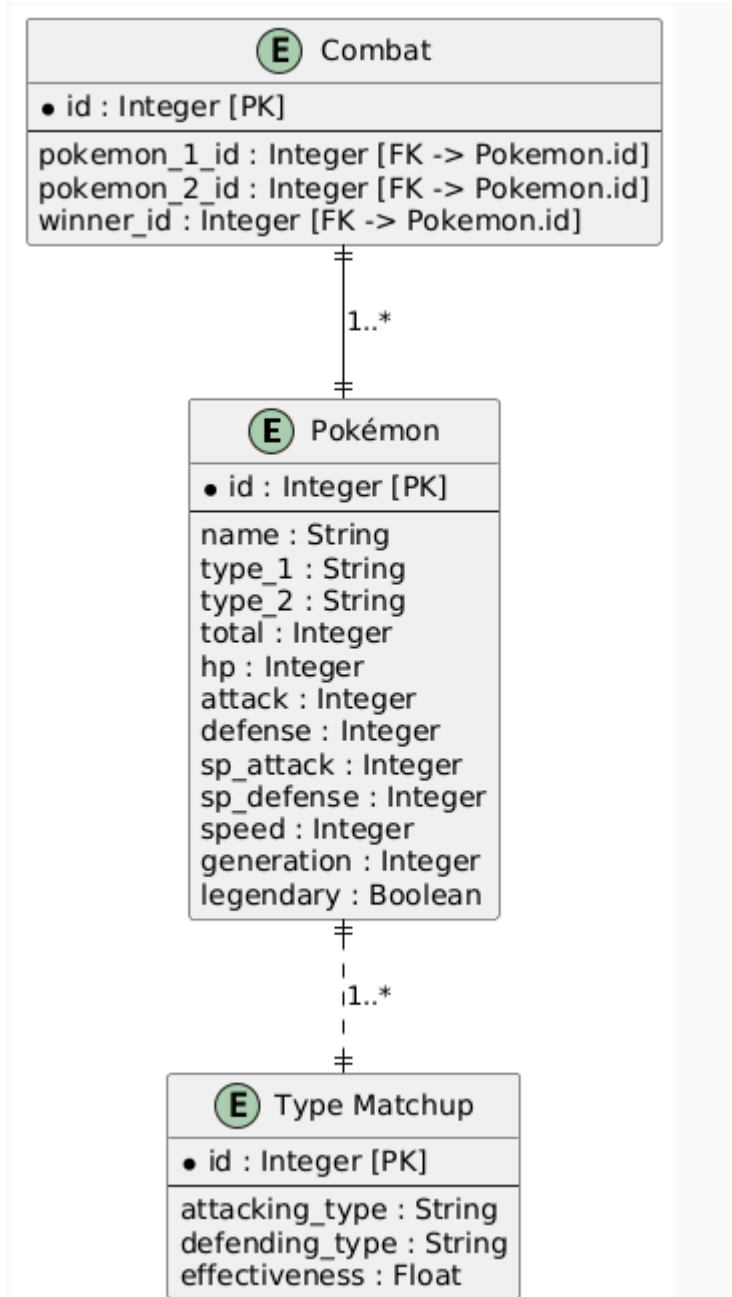 E Combat
• id : Integer [PK]
pokemon_1_id : Integer [FK -> Pokemon.id]
pokemon_2_id : Integer [FK -> Pokemon.id]
winner_id : Integer [FK -> Pokemon.id]
1..*
E Pokémon
• id : Integer [PK]
name : String
type_1 : String
type_2 : String
total : Integer
hp : Integer
attack : Integer
defense : Integer
sp_attack : Integer
sp_defense : Integer
speed : Integer
generation : Integer
legendary : Boolean
1..*
E Type Matchup
• id : Integer [PK]
attacking_type : String
defending_type : String
effectiveness : Float